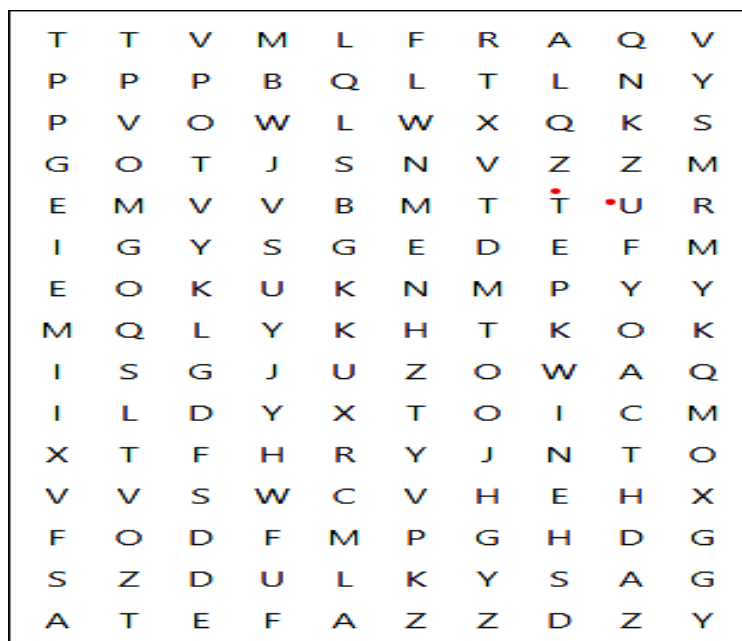 T T V M L F R A Q V
P P P B Q L T L N Y
P V O W L W X Q K S
G O T J S N V Z Z M
E M V V B M T T U R
I G Y S G E D E F M
E O K U K N M P Y Y
M Q L Y K H T K O K
I S G J U Z O W A Q
I L D Y X T O I C M
X T F H R Y J N T O
V V S W C V H E H X
F O D F M P G H D G
S Z D U L K Y S A G
A T E F A Z Z D Z Y